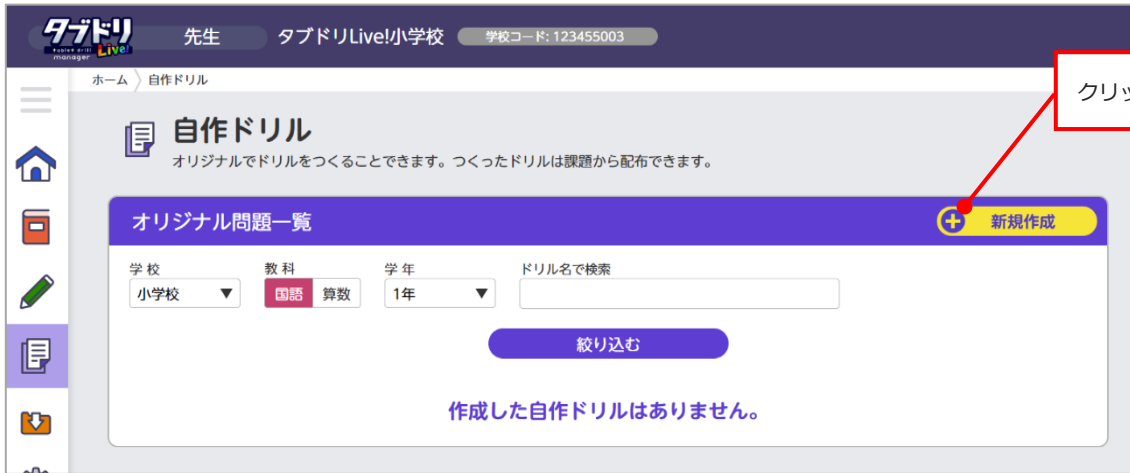 タブドリ
Live!
tablet drill
manager
先生 タブドリLive!小学校 学校コード: 123455003
ホーム 〉 自作ドリル
クリッ
自作ドリル
オリジナルでドリルをつくることできます。つくったドリルは課題から配布できます。
オリジナル問題一覧
新規作成
学校 教科 学年 ドリル名で検索
小学校 ▼ 国語 算数 1年 ▼
絞り込む
作成した自作ドリルはありません。